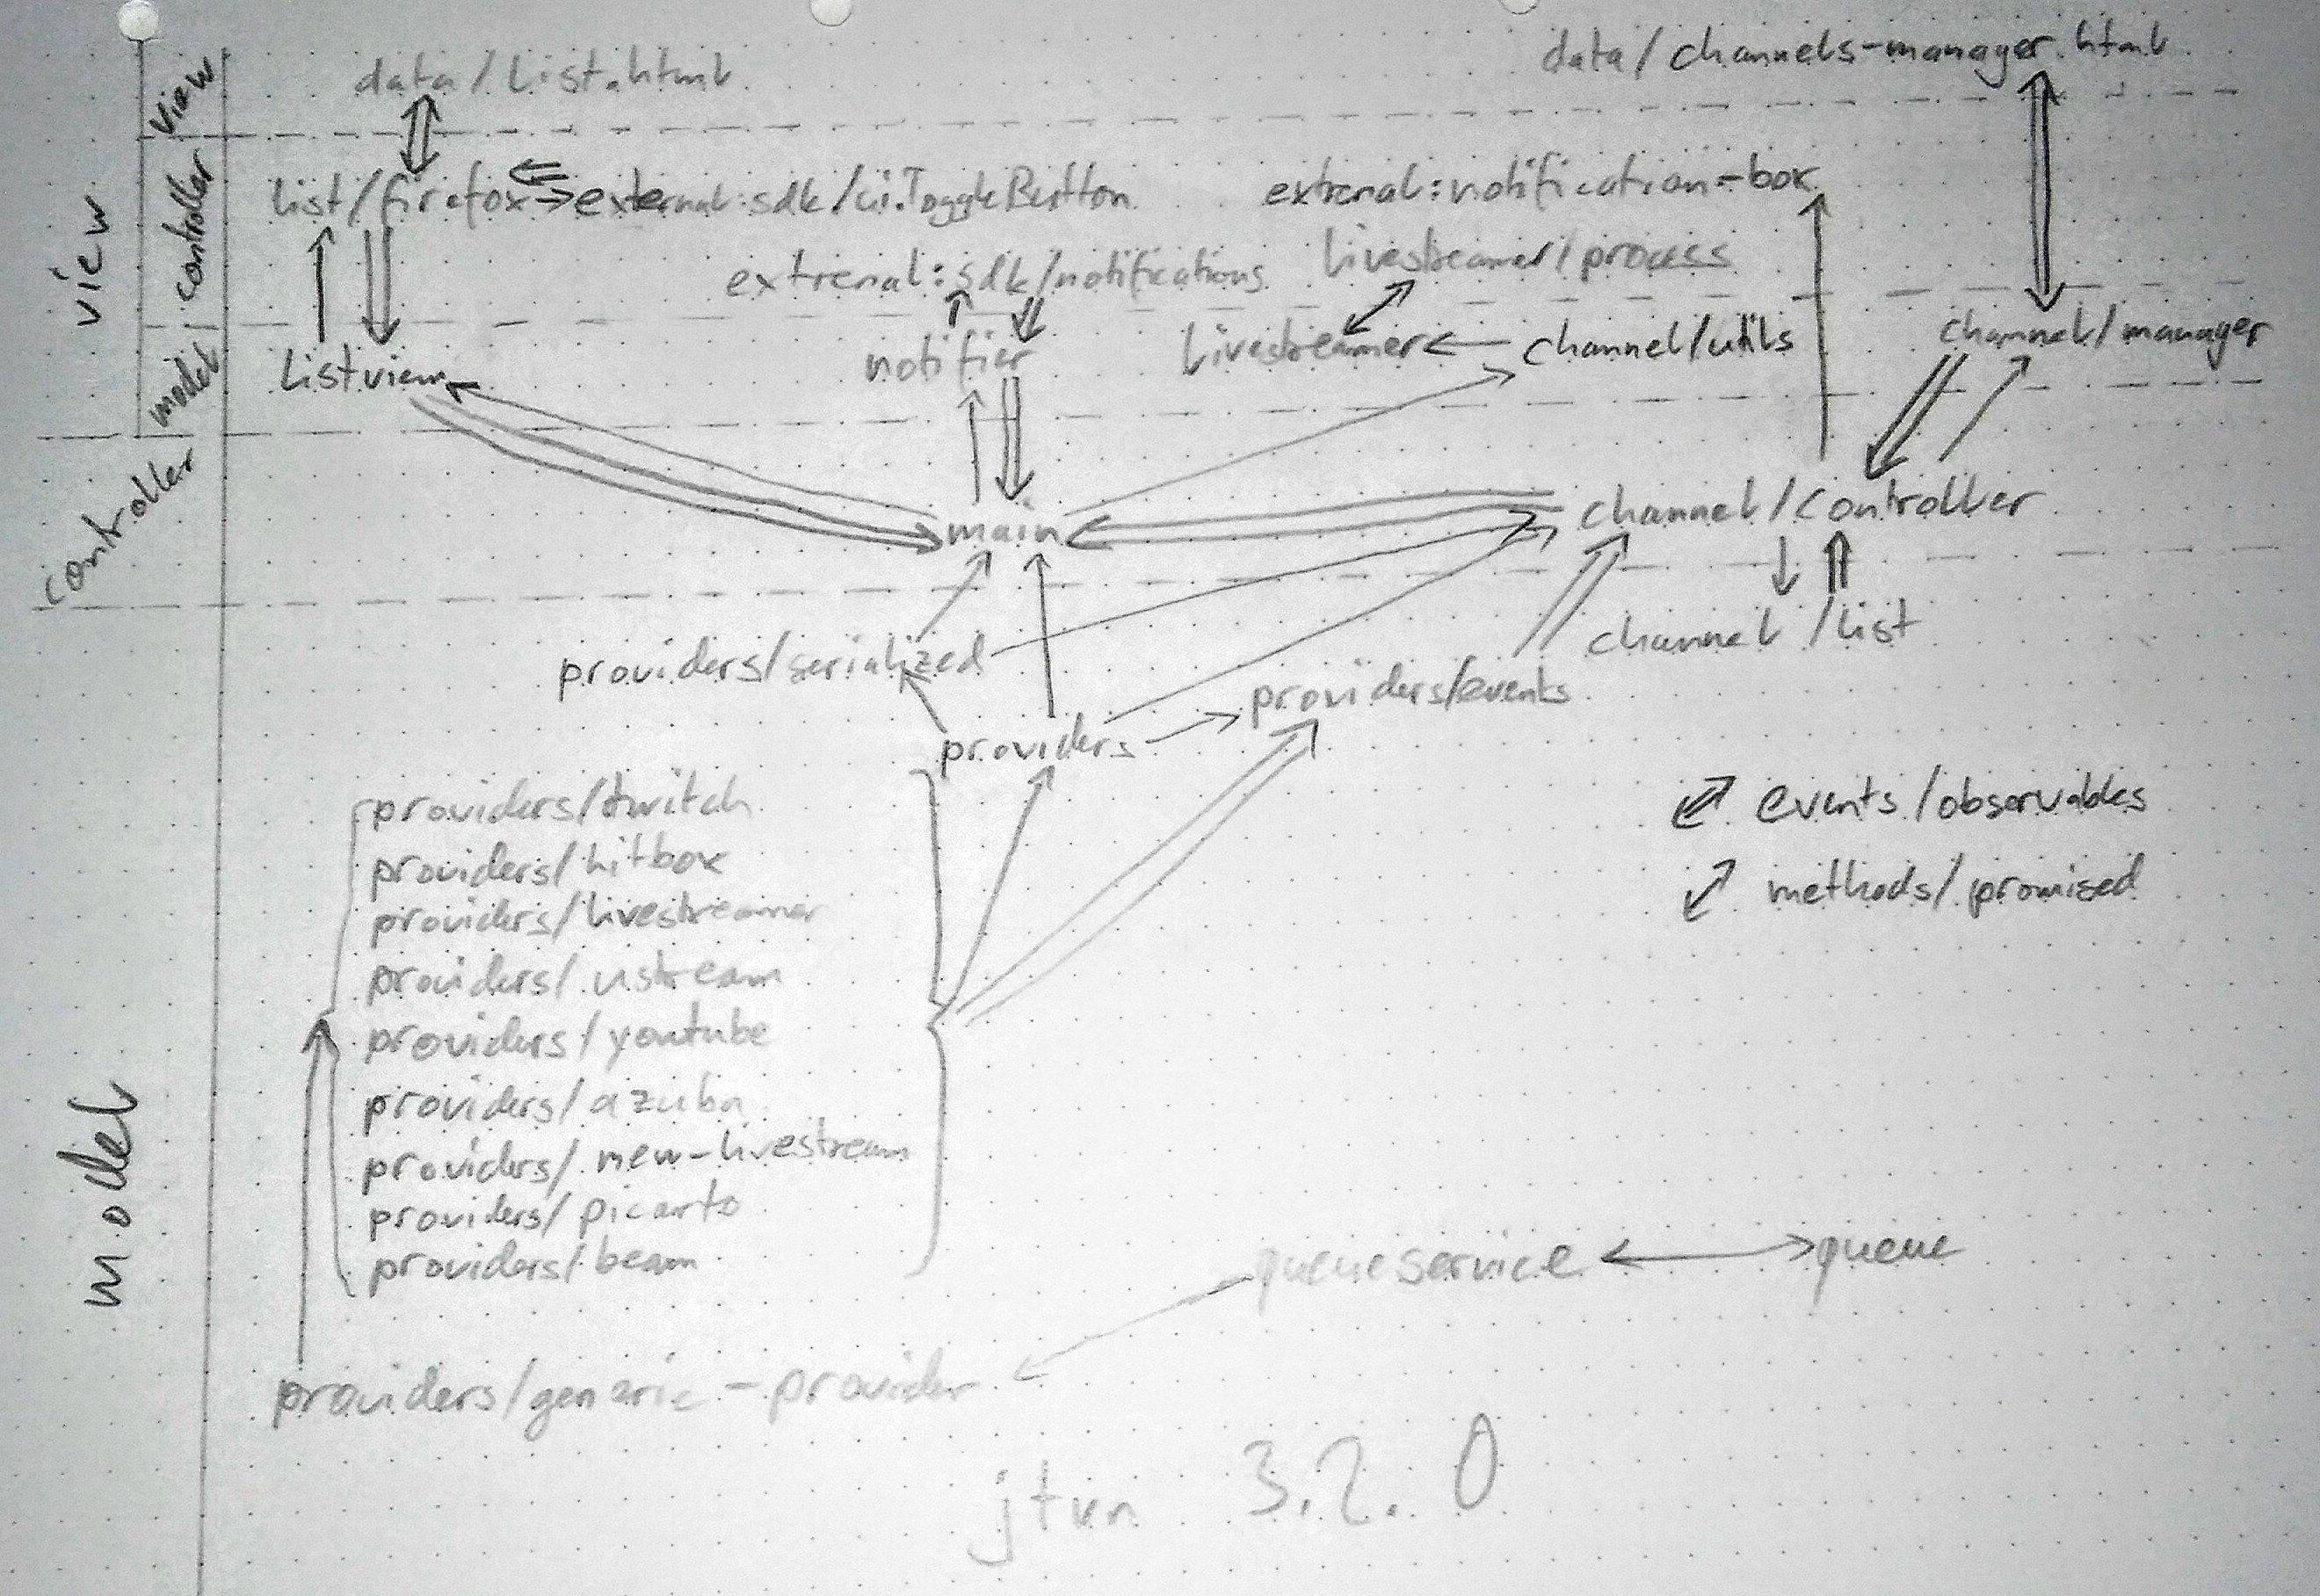 data/list.html
data/channels-manager.html
view
view
controller
model
list/firefox
external:sdk/ui.ToggleButton
extrenal:notification-box
extrenal:sdk/notifications
livestreamer/process
listview
notifier
livestreamer
channel/utils
channel/manager
controller
main
channel/controller
channel/list
providers/serialized
providers/events
providers
providers/twitch
providers/hitbox
providers/livestreamer
providers/ustream
providers/youtube
providers/azubu
providers/new-livestream
providers/picarto
providers/beam
events/observables
methods/promised
model
queueservice
queue
providers/generic-provider
jtvn 3.2.0